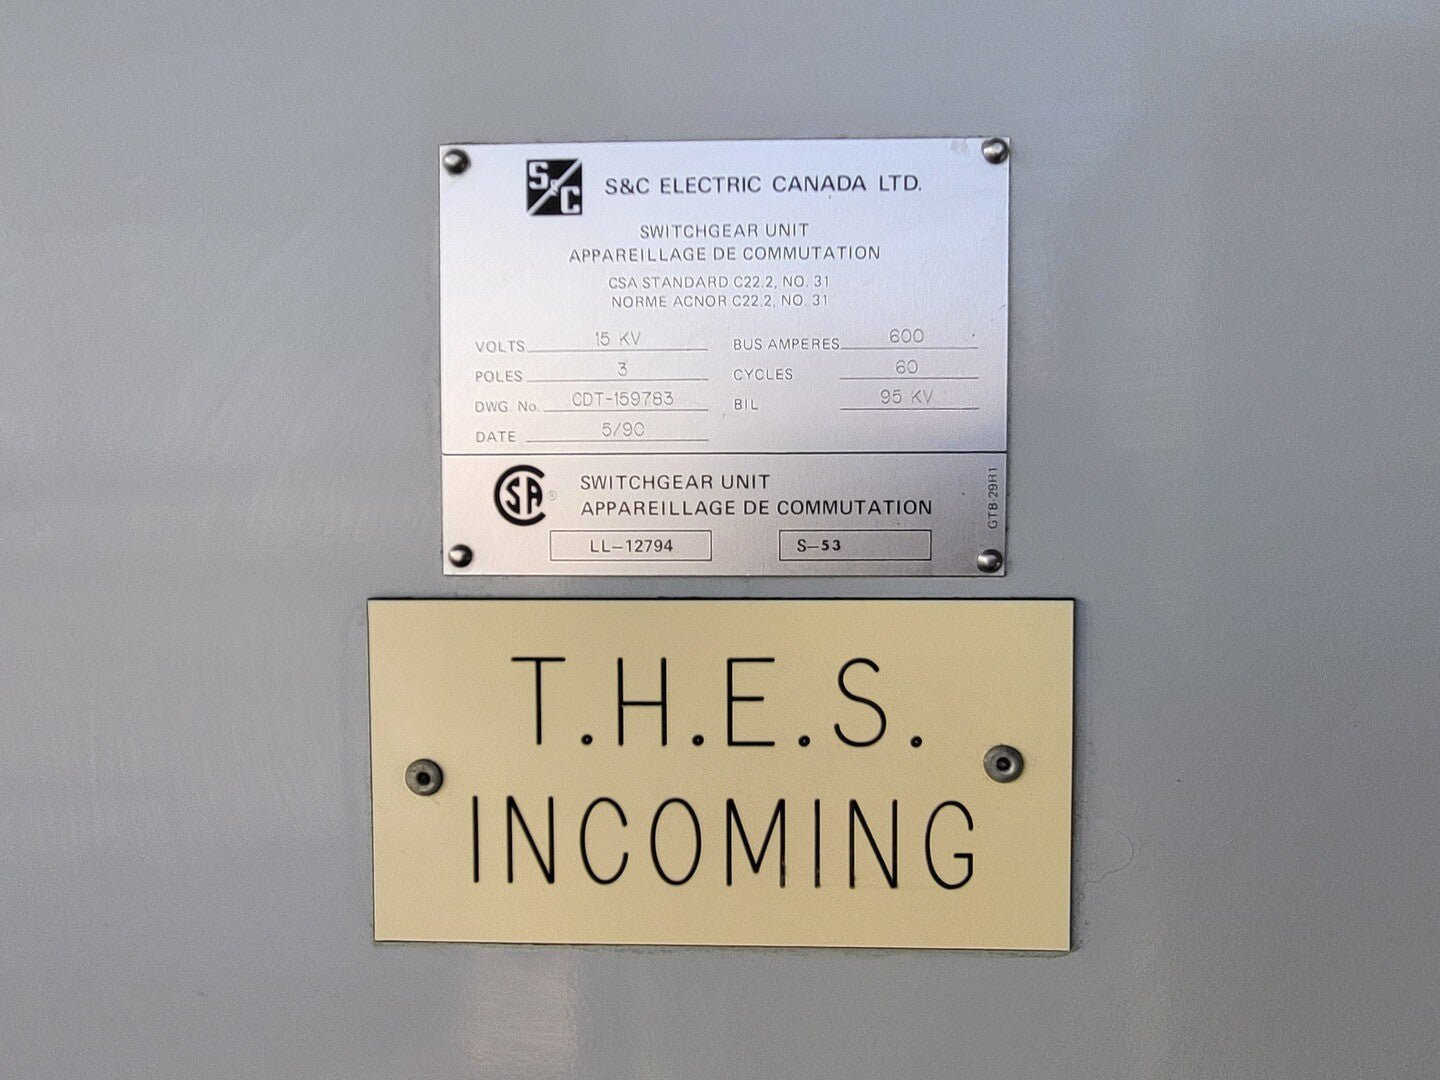 S&C S&C ELECTRIC CANADA LTD.
SWITCHGEAR UNIT
APPAREILLAGE DE COMMUTATION
CSA STANDARD C22.2, NO. 31
NORME ACNOR C22.2, NO. 31
VOLTS 15 KV BUS AMPERES 600
POLES 3 CYCLES 60
DWG. No. CDT-159783 BIL 95 KV
DATE 5/90
CSA ® SWITCHGEAR UNIT
APPAREILLAGE DE COMMUTATION
LL-12794 S-53
GTB-29R1
T.H.E.S.
INCOMING